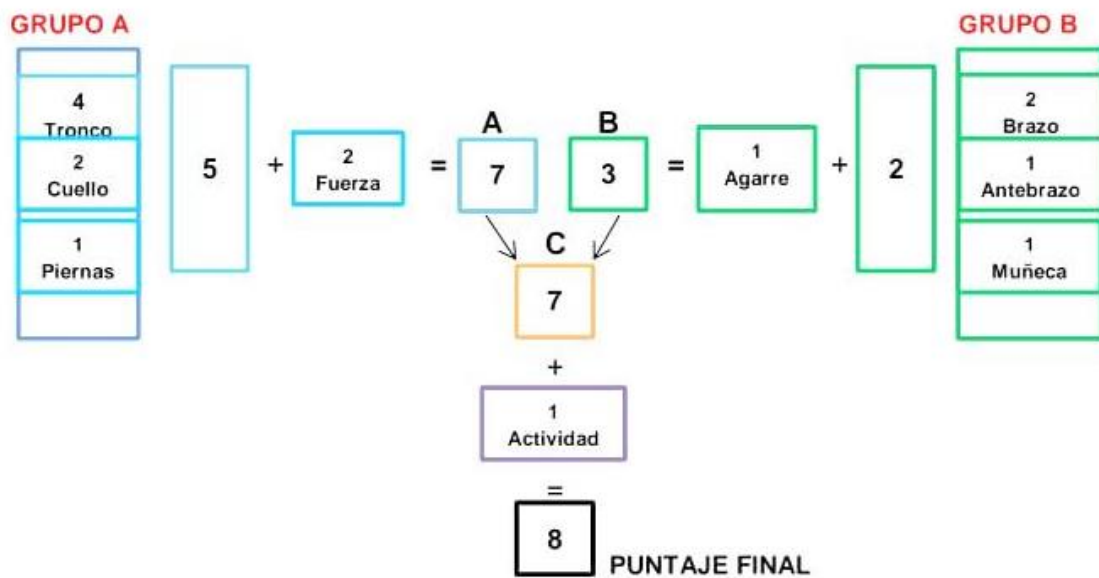 GRUPO A
4
Tronco
2
Cuello
1
Piernas
5
+
2
Fuerza
=
A
7
B
3
=
1
Agarre
+
2
GRUPO B
2
Brazo
1
Antebrazo
1
Muñeca
C
7
+
1
Actividad
=
8
PUNTAJE FINAL